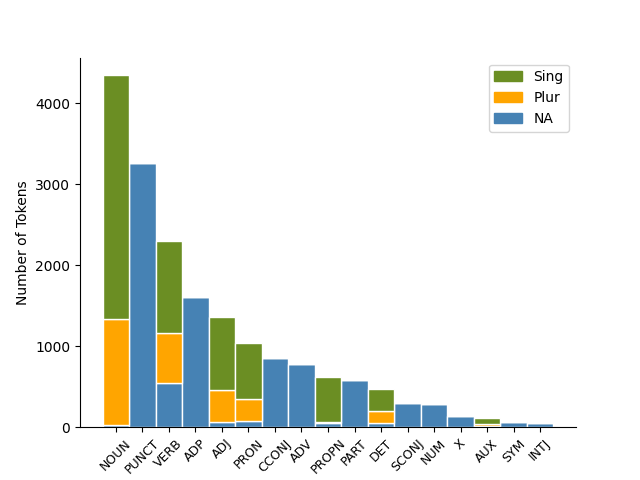 Number of Tokens
4000
3000
2000
1000
0
Sing
Plur
NA
NOUN
PUNCT
VERB
ADP
ADJ
PRON
CCONJ
ADV
PROPN
PART
DET
SCONJ
NUM
X
AUX
SYM
INTJ